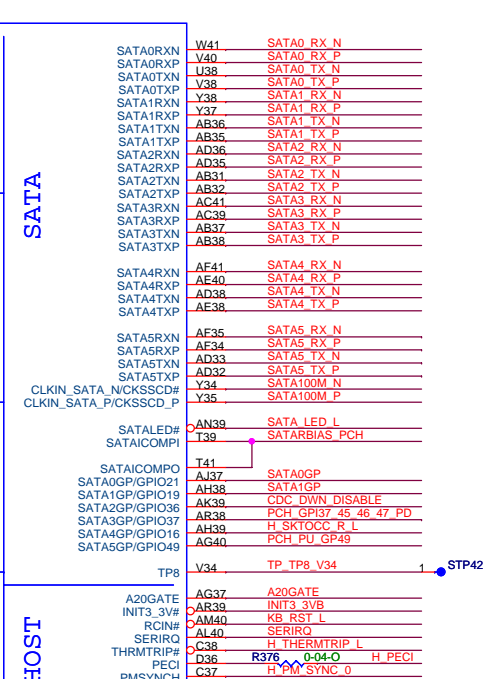 SATA
SATA0RXN W41 SATA0_RX_N
SATA0RXP V40 SATA0_RX_P
SATA0TXN U38 SATA0_TX_N
SATA0TXP V38 SATA0_TX_P
SATA1RXN Y38 SATA1_RX_N
SATA1RXP Y37 SATA1_RX_P
SATA1TXN AB36 SATA1_TX_N
SATA1TXP AB35 SATA1_TX_P
SATA2RXN AD36 SATA2_RX_N
SATA2RXP AD35 SATA2_RX_P
SATA2TXN AB31 SATA2_TX_N
SATA2TXP AB32 SATA2_TX_P
SATA3RXN AC41 SATA3_RX_N
SATA3RXP AC39 SATA3_RX_P
SATA3TXN AB37 SATA3_TX_N
SATA3TXP AB38 SATA3_TX_P
SATA4RXN AF41 SATA4_RX_N
SATA4RXP AE40 SATA4_RX_P
SATA4TXN AD38 SATA4_TX_N
SATA4TXP AE38 SATA4_TX_P
SATA5RXN AF35 SATA5_RX_N
SATA5RXP AF34 SATA5_RX_P
SATA5TXN AD33 SATA5_TX_N
SATA5TXP AD32 SATA5_TX_P
CLKIN_SATA_N/CKSSCD# Y34 SATA100M_N
CLKIN_SATA_P/CKSSCD_P Y35 SATA100M_P
SATALED# AN39 SATA_LED_L
SATAICOMPI T39 SATARBIAS_PCH
SATAICOMPO T41
SATA0GP/GPIO21 AJ37 SATA0GP
SATA1GP/GPIO19 AH38 SATA1GP
SATA2GP/GPIO36 AK39 CDC_DWN_DISABLE
SATA3GP/GPIO37 AR38 PCH_GPI37_45_46_47_PD
SATA4GP/GPIO16 AH39 H_SKTOCC_R_L
SATA5GP/GPIO49 AG40 PCH_PU_GP49
TP8 V34 TP_TP8_V34 1 STP42
HOST
A20GATE AG37 A20GATE
INIT3_3V# AR39 INIT3_3VB
RCIN# AM40 KB_RST_L
SERIRQ AL40 SERIRQ
THRMTRIP# C38 H_THERMTRIP_L
PECI D36 R376 0-04-O H_PECI
PMSYNCH C37 H_PM_SYNC_0